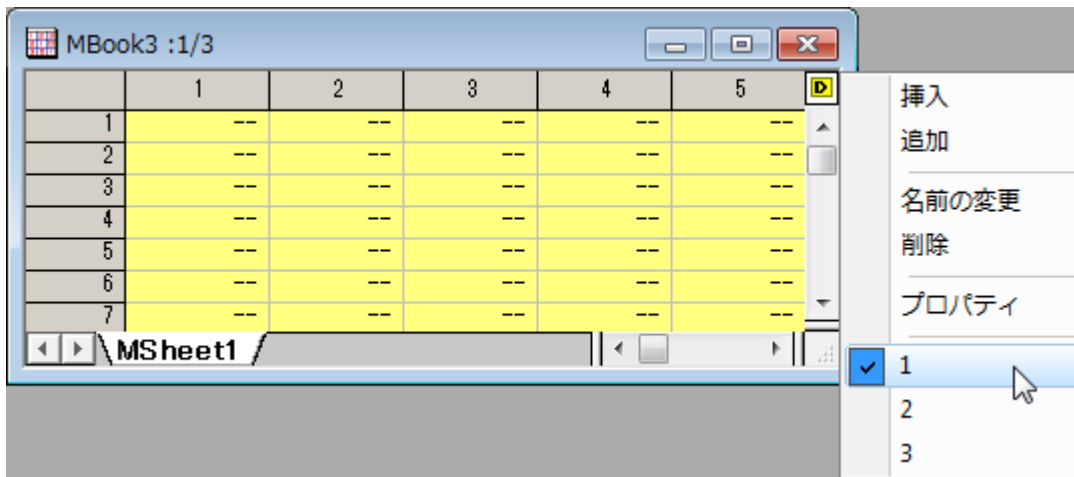 MBook3 :1/3
1 2 3 4 5 D
1 -- -- -- -- --
2 -- -- -- -- --
3 -- -- -- -- --
4 -- -- -- -- --
5 -- -- -- -- --
6 -- -- -- -- --
7 -- -- -- -- --
MSheet1
挿入
追加
名前の変更
削除
プロパティ
1
2
3